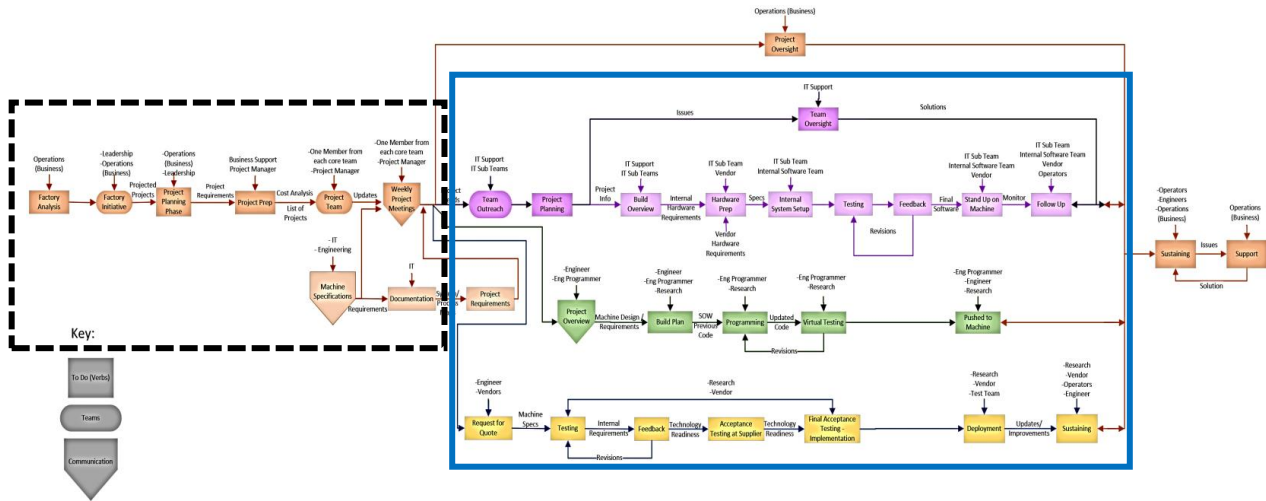 Operations (Business)
Project
Oversight
IT Support
Issues
Team
Oversight
Solutions
Operations
(Business)
Factory
Analysis
-Leadership
-Operations
(Business)
Factory
Initiative
Projected
Projects
-Operations
(Business)
-Leadership
Project
Planning
Phase
Project
Requirements
Business Support
Project Manager
Project Prep
Cost Analysis
List of
Projects
-One Member from
each core team
-Project Manager
Project
Team
Updates
-One Member from
each core team
-Project Manager
Weekly
Project
Meetings
IT Support
IT Sub Teams
Team
Outreach
Project
Planning
Project
Info
IT Support
IT Sub Teams
Build
Overview
Internal
Hardware
Requirements
IT Sub Team
Vendor
Hardware
Prep
Vendor
Hardware
Requirements
Specs
IT Sub Team
Internal Software Team
Internal
System Setup
Testing
Feedback
Revisions
Final
Software
IT Sub Team
Internal Software Team
Vendor
Stand Up on
Machine
Monitor
IT Sub Team
Internal Software Team
Vendor
Operators
Follow Up
-Operators
-Engineers
-Operations
(Business)
Sustaining
Issues
Operations
(Business)
Support
Solution
- IT
- Engineering
Machine
Specifications
Requirements
IT
Documentation
Project
Requirements
-Engineer
-Eng Programmer
Project
Overview
Machine Design /
Requirements
-Engineer
-Eng Programmer
-Research
Build Plan
SOW
Previous
Code
-Eng Programmer
-Research
Programming
Updated
Code
-Eng Programmer
-Research
Virtual Testing
Revisions
-Eng Programmer
-Engineer
-Research
Pushed to
Machine
-Engineer
-Vendors
Request for
Quote
Machine
Specs
-Research
-Vendor
Testing
Internal
Requirements
Feedback
Revisions
Technology
Readiness
Acceptance
Testing at Supplier
Technology
Readiness
Final Acceptance
Testing -
Implementation
-Research
-Vendor
-Test Team
Deployment
Updates/
Improvements
-Research
-Vendor
-Operators
-Engineer
Sustaining
Key:
To Do (Verbs)
Teams
Communication